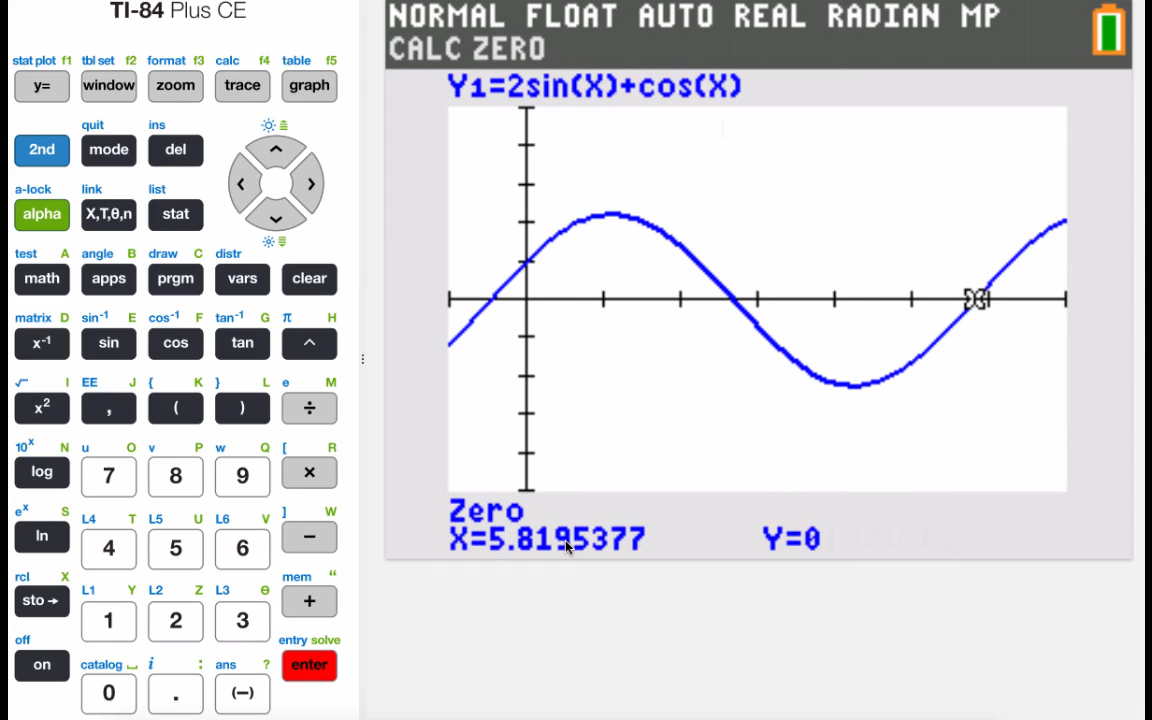 TI-84 Plus CE
stat plot f1 tbl set f2 format f3 calc f4 table f5
y= window zoom trace graph
quit ins
2nd mode del
a-lock link list
alpha X,T,θ,n stat
test A angle B draw C distr
math apps prgm vars clear
matrix D sin⁻¹ E cos⁻¹ F tan⁻¹ G π H
x⁻¹ sin cos tan ^
√ I EE J { K } L e M
x² , ( ) ÷
10ˣ N u O v P w Q [ R
log 7 8 9 ×
eˣ S L4 T L5 U L6 V ] W
ln 4 5 6 −
rcl X L1 Y L2 Z L3 θ mem “
sto→ 1 2 3 +
off catalog i : ans ? entry solve
on 0 . (−) enter
NORMAL FLOAT AUTO REAL RADIAN MP
CALC ZERO
Y1=2sin(X)+cos(X)
Zero
X=5.8195377 Y=0